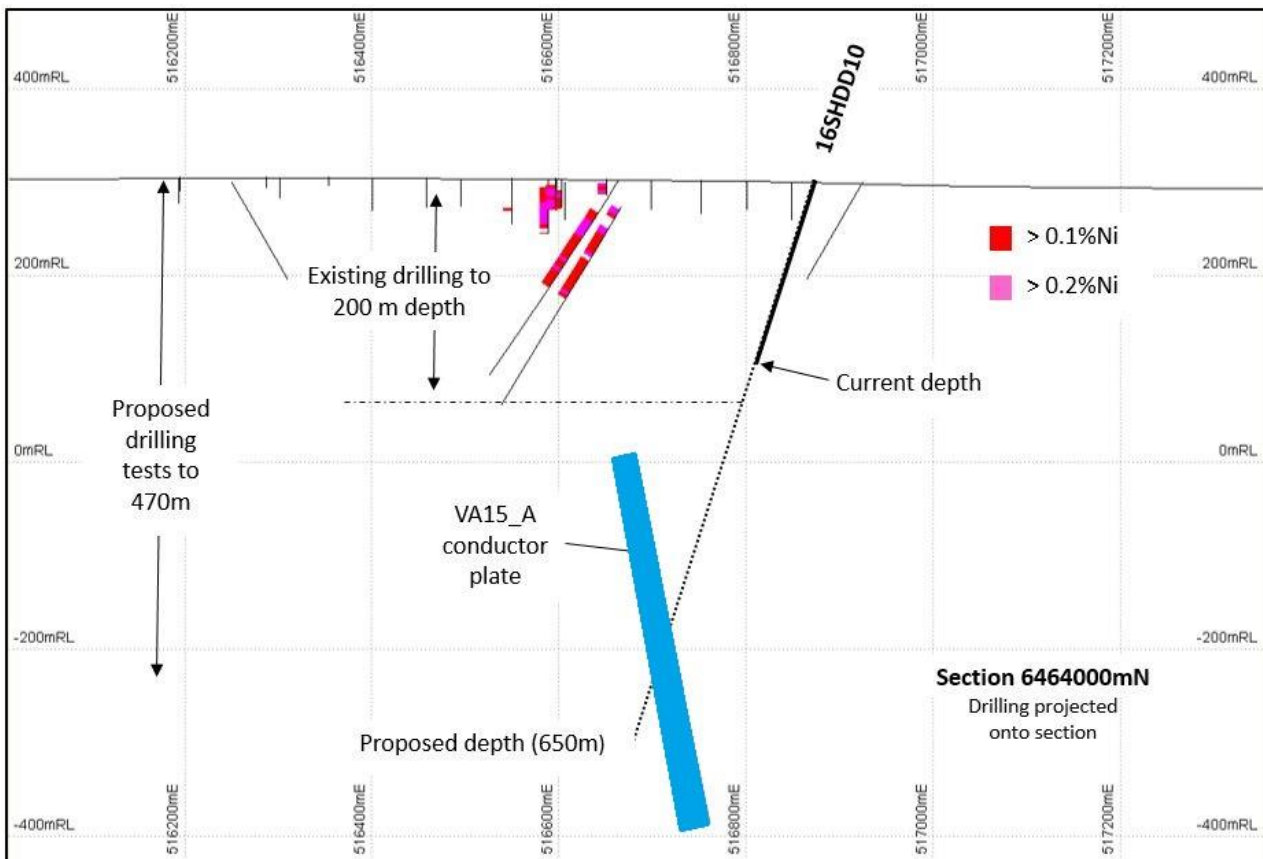 516200mE
516400mE
516600mE
516800mE
517000mE
517200mE
16SHDD10
400mRL
400mRL
> 0.1%Ni
> 0.2%Ni
200mRL
200mRL
Existing drilling to
200 m depth
Current depth
Proposed
drilling
tests to
470m
0mRL
0mRL
VA15_A
conductor
plate
-200mRL
-200mRL
Section 6464000mN
Drilling projected
onto section
Proposed depth (650m)
-400mRL
-400mRL
516200mE
516400mE
516600mE
516800mE
517000mE
517200mE